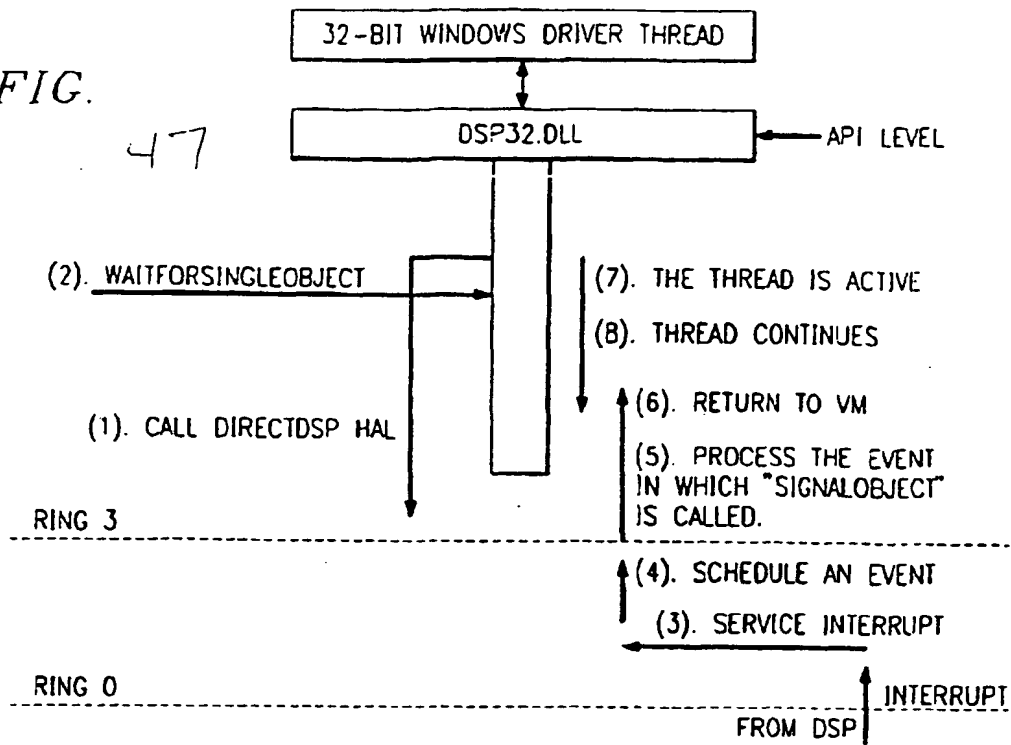 32-BIT WINDOWS DRIVER THREAD
FIG.
47
DSP32.DLL
API LEVEL
(2). WAITFORSINGLEOBJECT
(7). THE THREAD IS ACTIVE
(8). THREAD CONTINUES
(6). RETURN TO VM
(1). CALL DIRECTDSP HAL
(5). PROCESS THE EVENT
IN WHICH "SIGNALOBJECT"
IS CALLED.
RING 3
(4). SCHEDULE AN EVENT
(3). SERVICE INTERRUPT
RING 0
INTERRUPT
FROM DSP